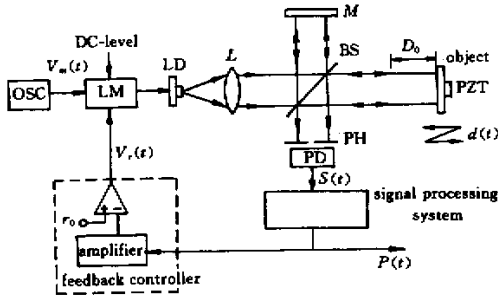 M
DC-level
BS
D₀
object
LD
L
Vₘ(t)
OSC
LM
PZT
d(t)
PH
PD
S(t)
signal processing
system
P(t)
Vᵣ(t)
r₀
amplifier
feedback controller